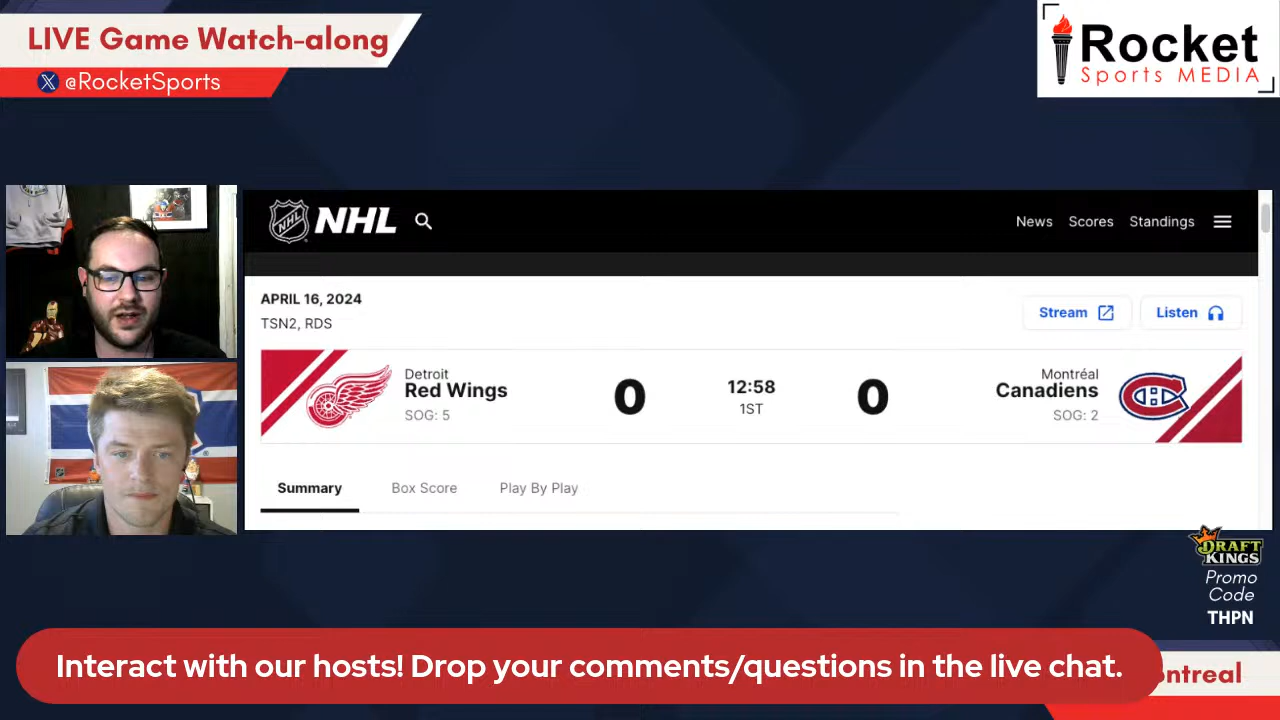 LIVE Game Watch-along
@RocketSports
Rocket
Sports MEDIA
NHL
NHL
News Scores Standings
APRIL 16, 2024
TSN2, RDS
Stream
Listen
Detroit
Red Wings
SOG: 5
0
12:58
1ST
0
Montréal
Canadiens
SOG: 2
Summary Box Score Play By Play
DRAFT
KINGS
Promo
Code
THPN
Interact with our hosts! Drop your comments/questions in the live chat.
ntreal